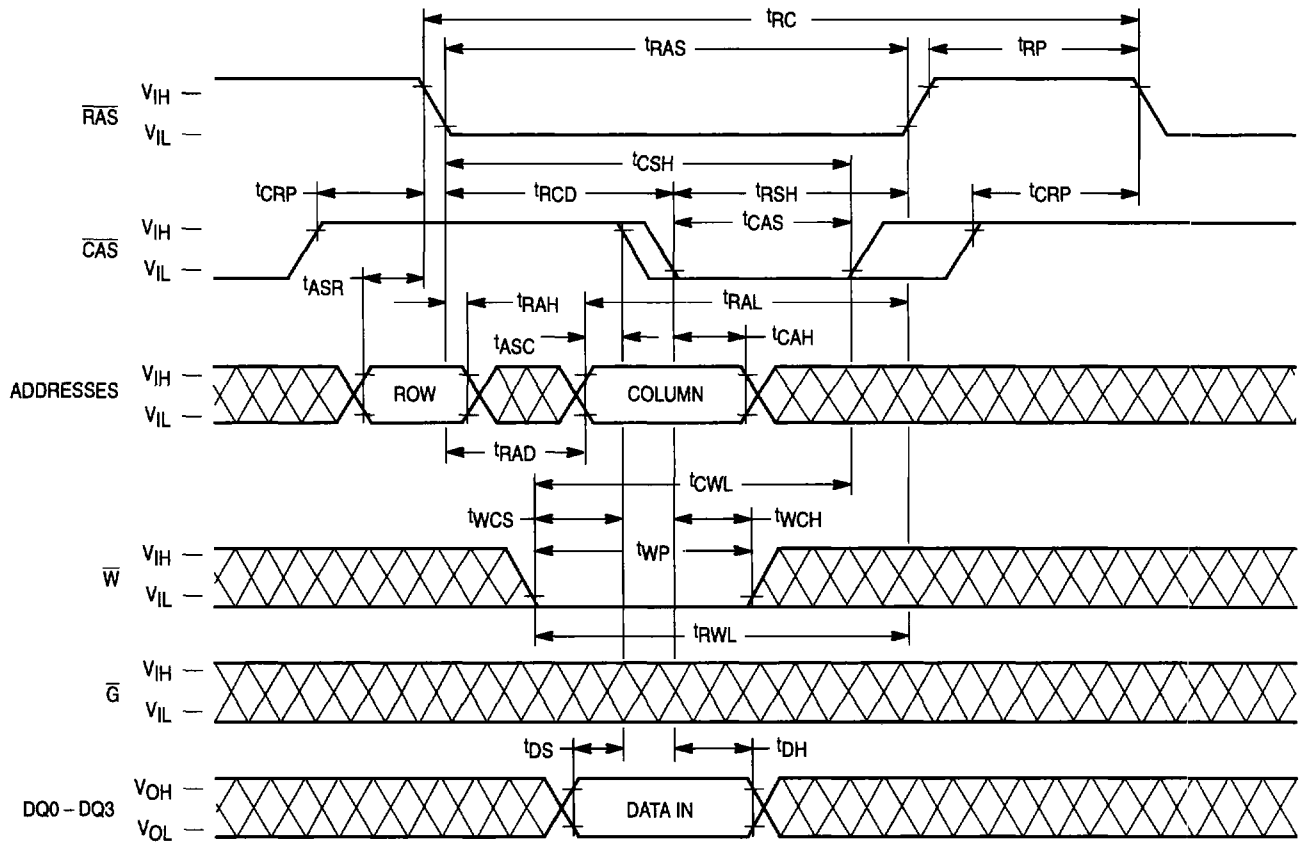 tRC
tRAS
tRP
VIH
RAS
VIL
tCSH
tCRP
tRCD
tRSH
tCRP
VIH
tCAS
CAS
VIL
tASR
tRAH
tRAL
tASC
tCAH
VIH
ADDRESSES
ROW
COLUMN
VIL
tRAD
tCWL
tWCS
tWCH
VIH
tWP
W
VIL
tRWL
VIH
G
VIL
tDS
tDH
VOH
DQ0 – DQ3
DATA IN
VOL